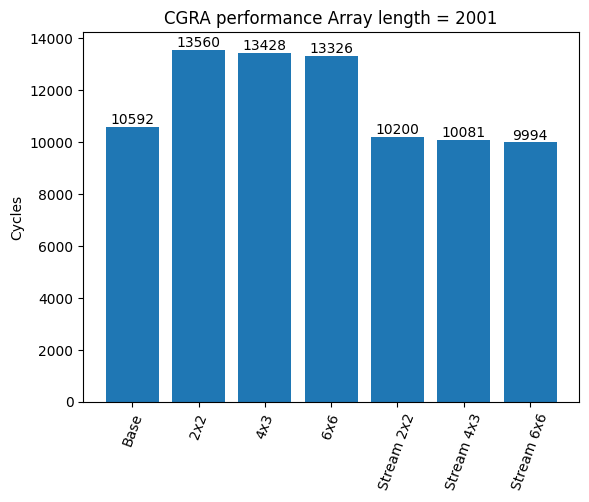 CGRA performance Array length = 2001
Cycles
14000
12000
10000
8000
6000
4000
2000
0
10592
13560
13428
13326
10200
10081
9994
Base
2x2
4x3
6x6
Stream 2x2
Stream 4x3
Stream 6x6